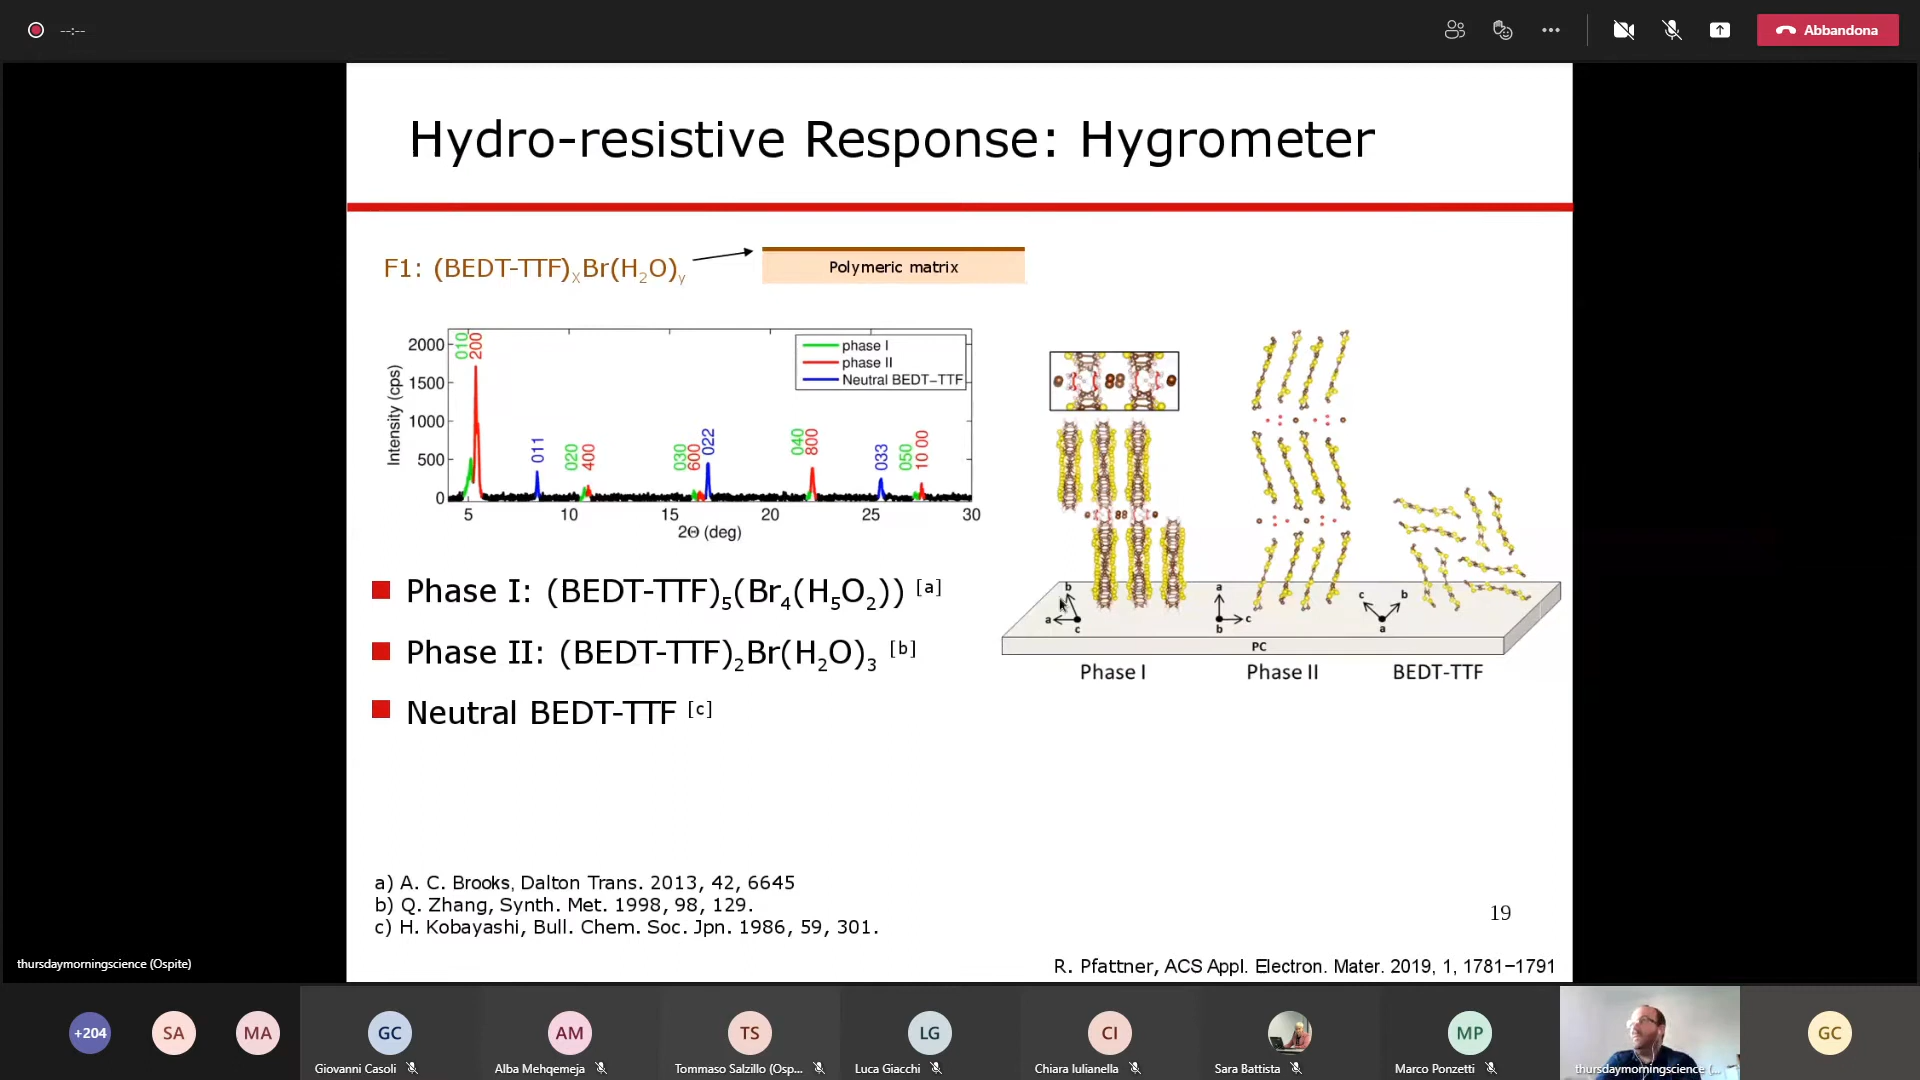 --:--
Abbandona
Hydro-resistive Response: Hygrometer
F1: (BEDT-TTF)XBr(H2O)y
Polymeric matrix
Intensity (cps)
2000
1500
1000
500
0
010
200
011
020
400
030
600
022
040
800
033
050
10 00
phase I
phase II
Neutral BEDT-TTF
5
10
15
20
25
30
2Θ (deg)
b
a
c
a
c
b
c
b
a
PC
Phase I
Phase II
BEDT-TTF
Phase I: (BEDT-TTF)5(Br4(H5O2)) [a]
Phase II: (BEDT-TTF)2Br(H2O)3 [b]
Neutral BEDT-TTF [c]
a) A. C. Brooks, Dalton Trans. 2013, 42, 6645
b) Q. Zhang, Synth. Met. 1998, 98, 129.
c) H. Kobayashi, Bull. Chem. Soc. Jpn. 1986, 59, 301.
19
R. Pfattner, ACS Appl. Electron. Mater. 2019, 1, 1781−1791
thursdaymorningscience (Ospite)
+204
SA
MA
GC
Giovanni Casoli
AM
Alba Mehqemeja
TS
Tommaso Salzillo (Osp...
LG
Luca Giacchi
CI
Chiara Iulianella
Sara Battista
MP
Marco Ponzetti
thursdaymorningscience (...
GC